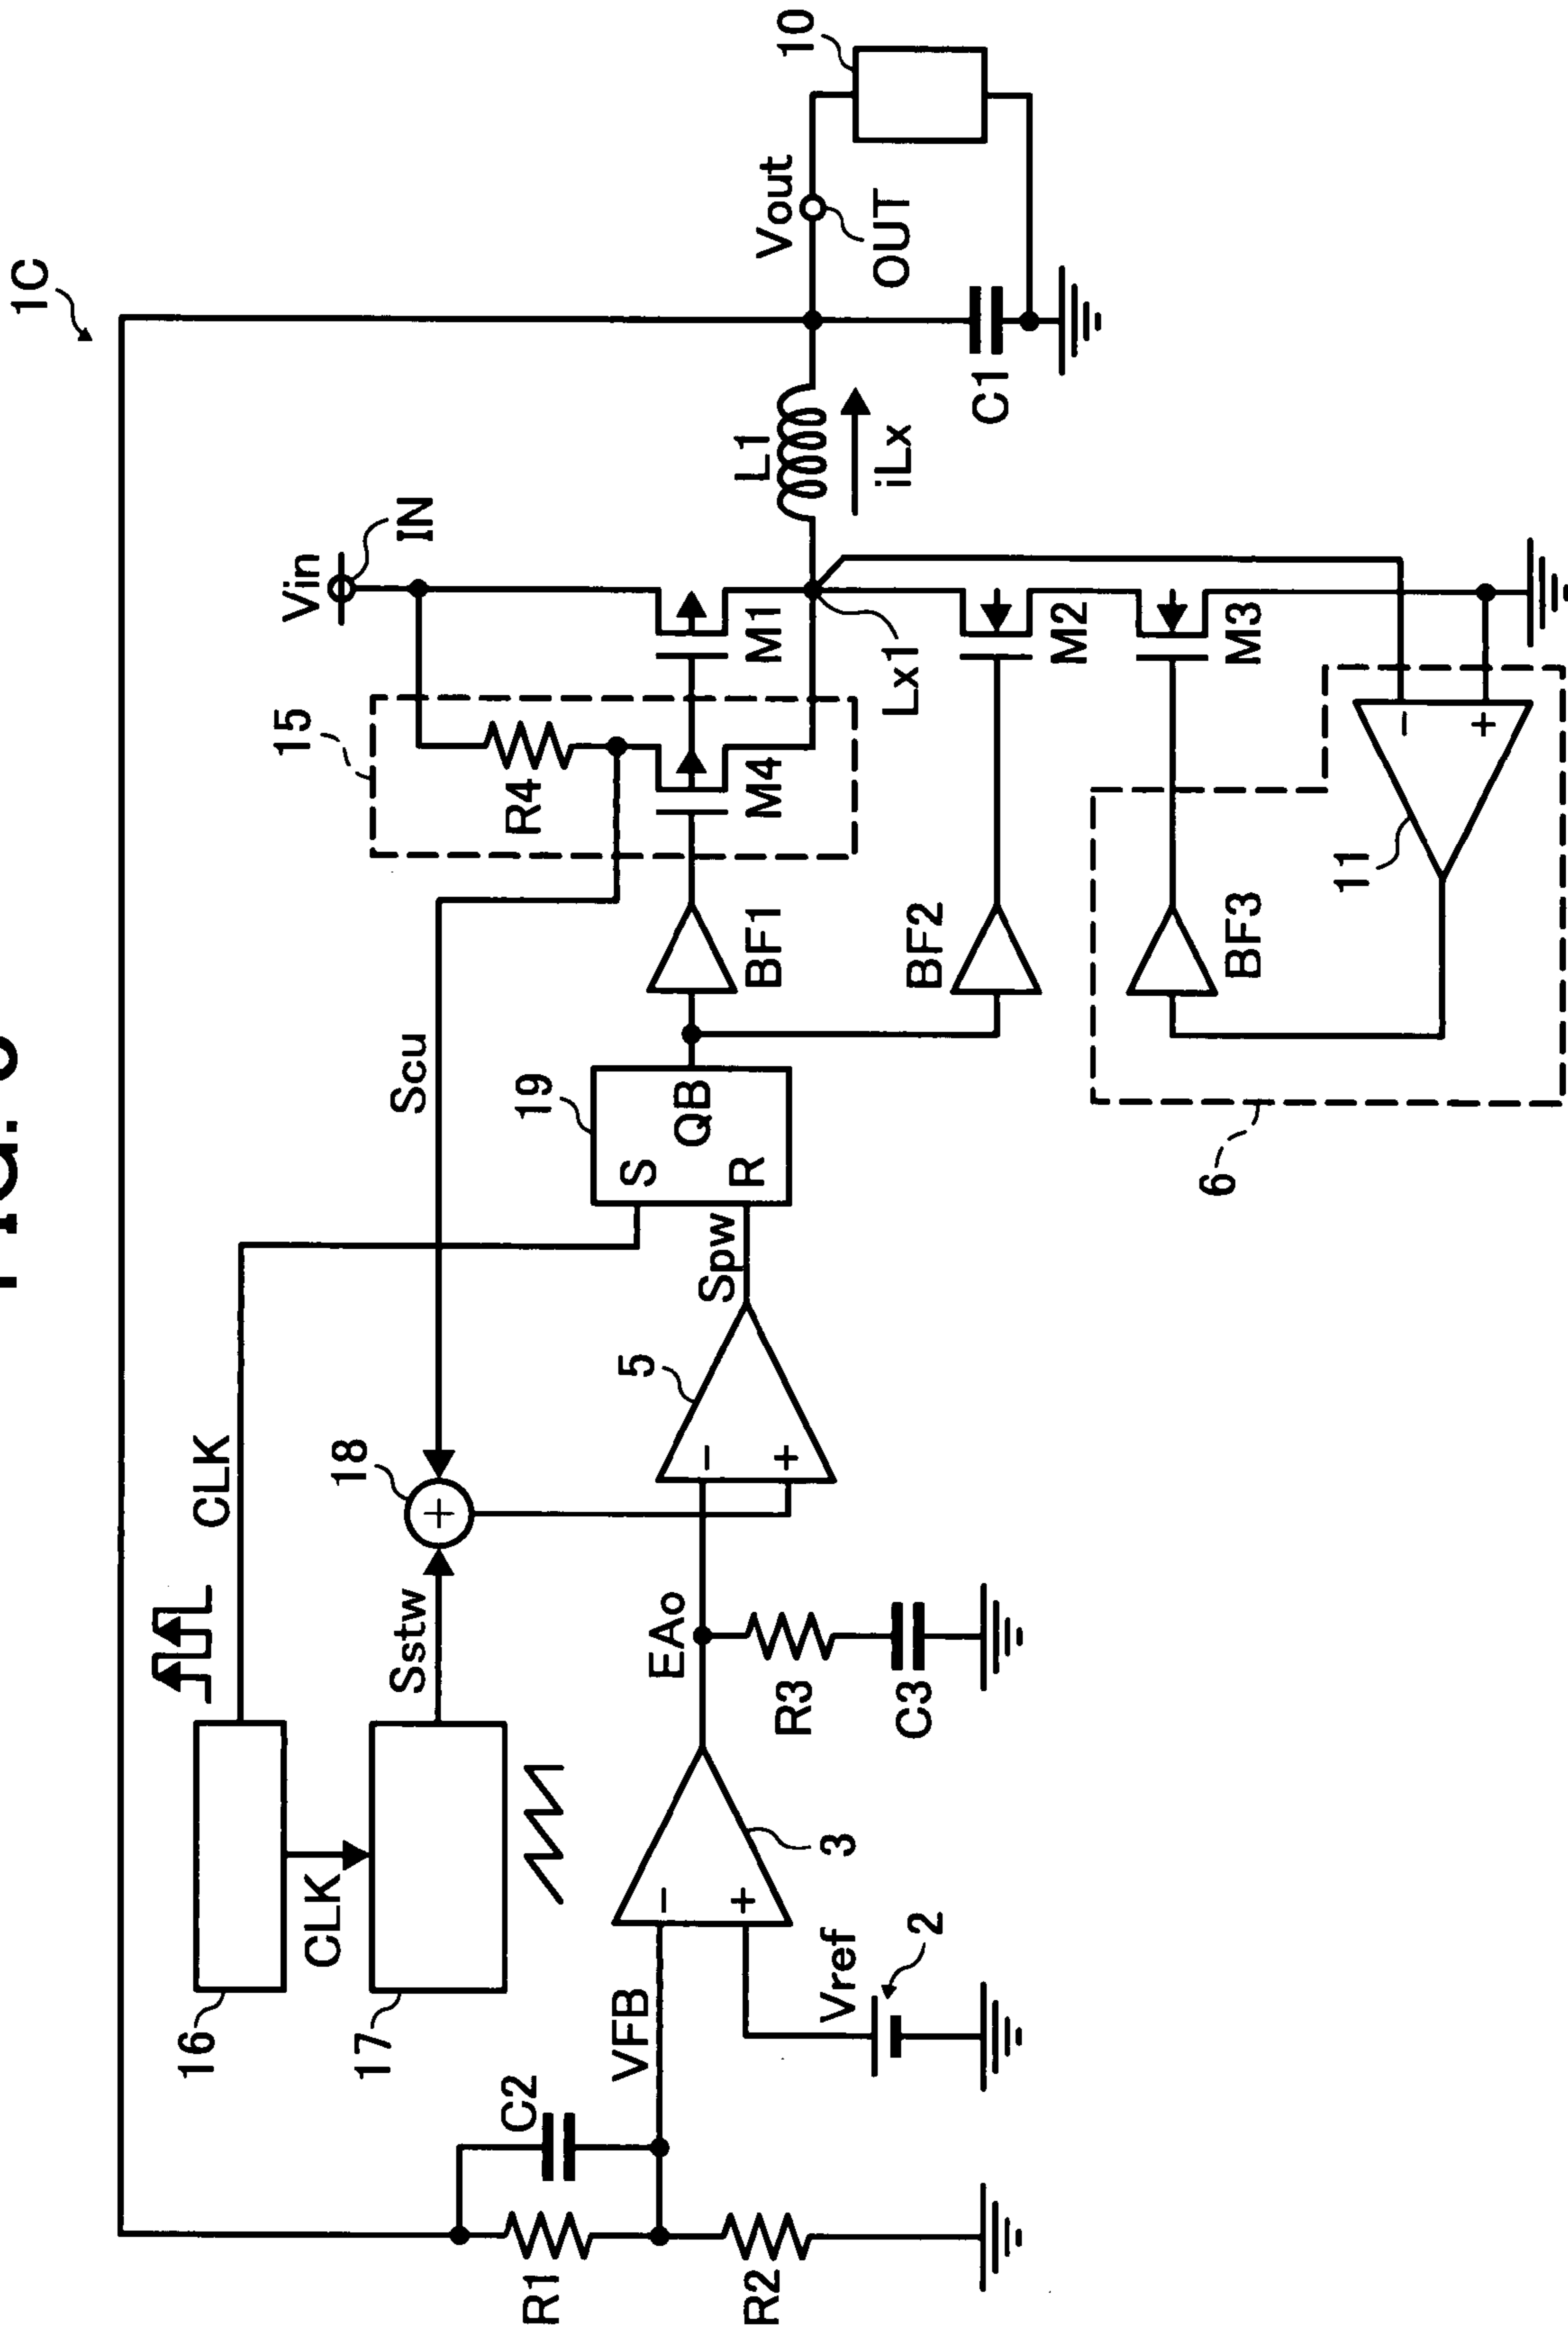 1C
Vin
IN
15
R4
M4
M1
Lx1
L1
iLx
Vout
OUT
10
C1
CLK
16
CLK
17
Sstw
18
Scu
19
S
QB
R
BF1
BF2
M2
M3
BF3
11
-
+
6
5
-
+
Spw
EAo
R3
C3
3
-
+
VFB
Vref
2
C2
R1
R2
+